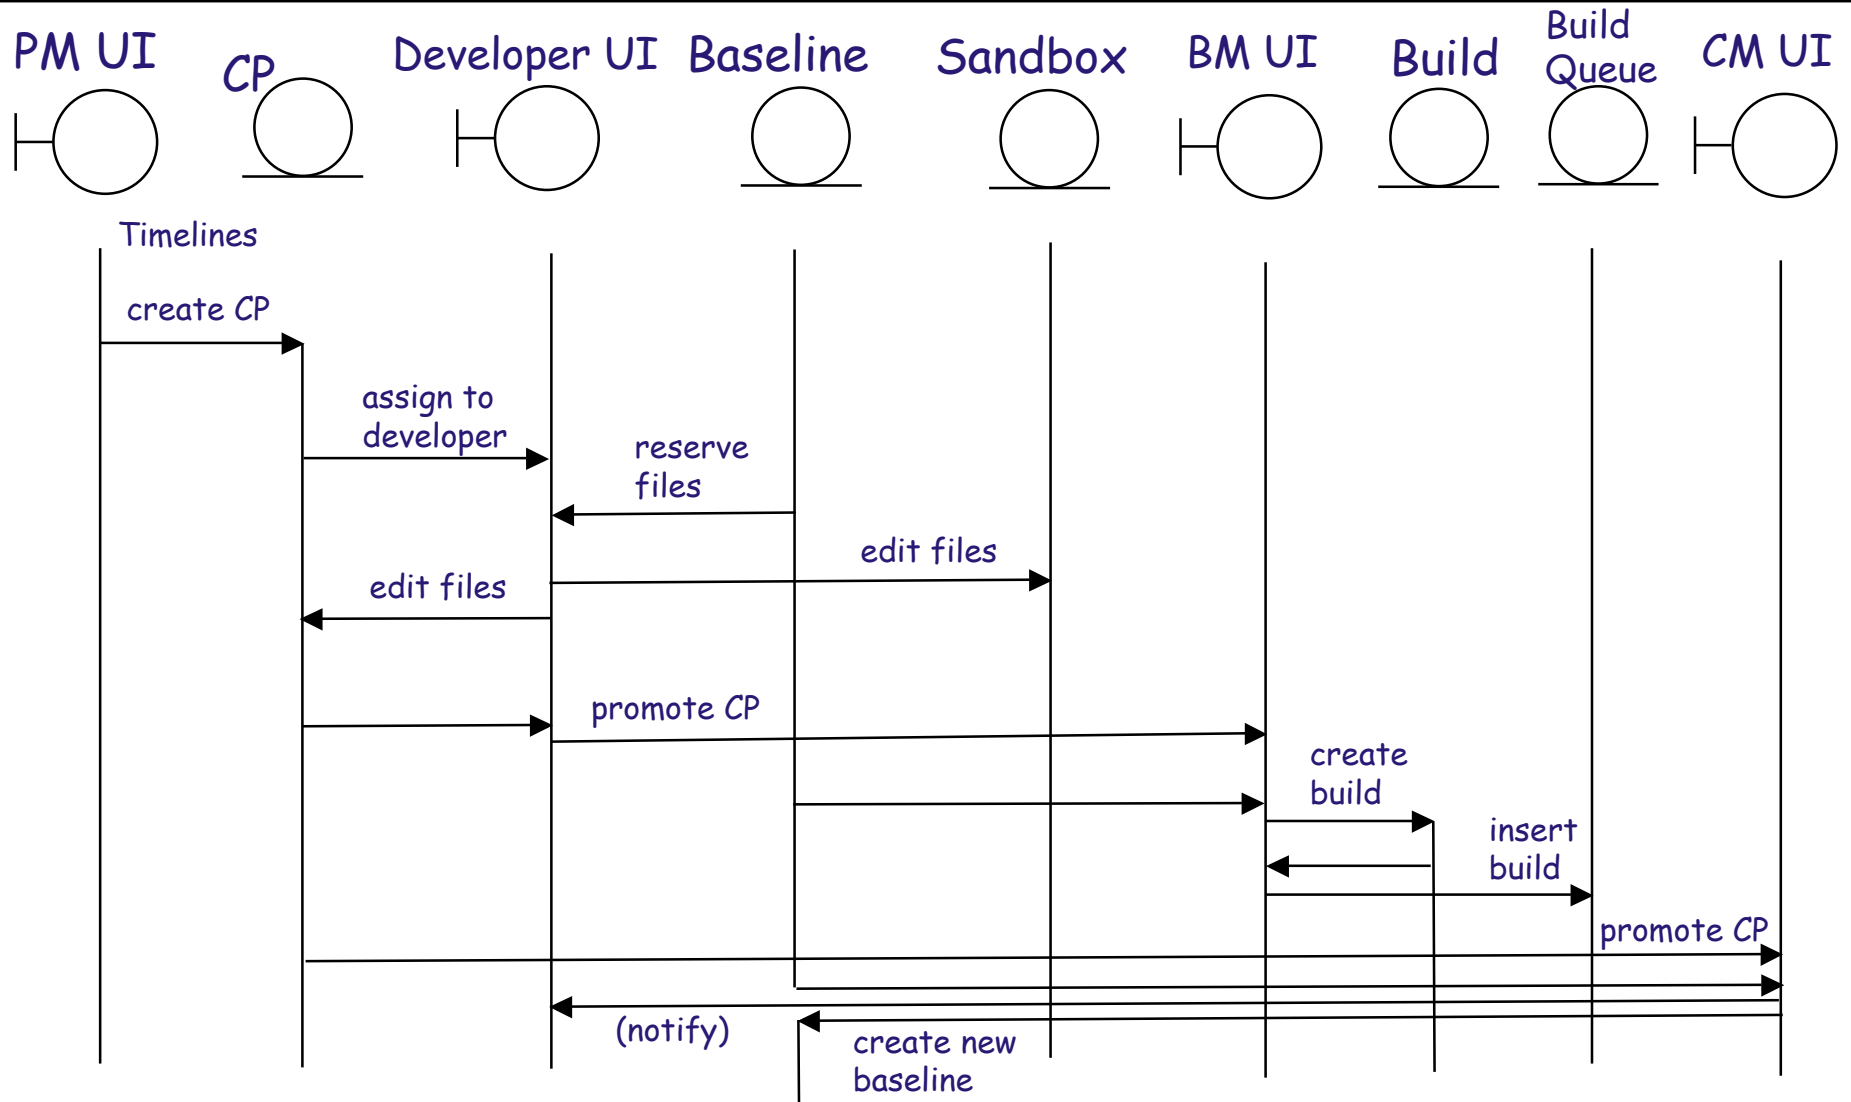 PM UI
CP
Developer UI
Baseline
Sandbox
BM UI
Build
Build
Queue
CM UI
Timelines
create CP
assign to
developer
reserve
files
edit files
edit files
promote CP
create
build
insert
build
promote CP
(notify)
create new
baseline